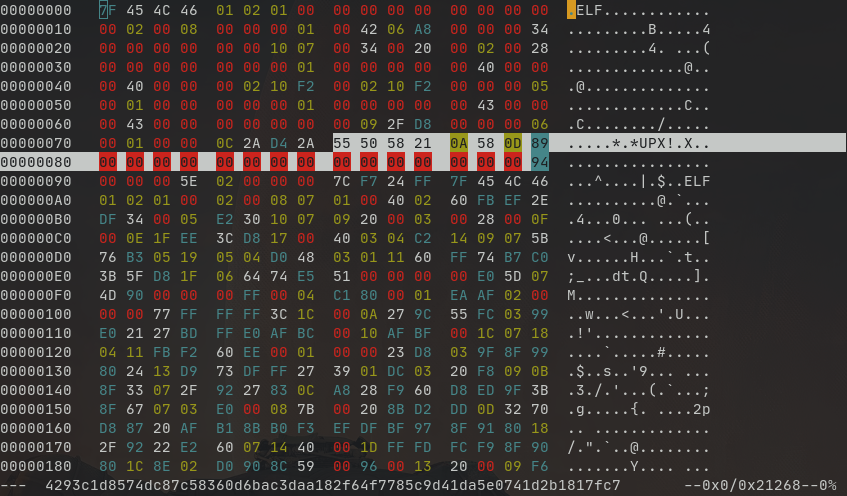 00000000 7F 45 4C 46 01 02 01 00 00 00 00 00 00 00 00 00 .ELF............
00000010 00 02 00 08 00 00 00 01 00 42 06 A8 00 00 00 34 .........B.....4
00000020 00 00 00 00 00 00 10 07 00 34 00 20 00 02 00 28 .........4. ...(
00000030 00 00 00 00 00 00 00 01 00 00 00 00 00 40 00 00 .............@..
00000040 00 40 00 00 00 02 10 F2 00 02 10 F2 00 00 00 05 .@..............
00000050 00 01 00 00 00 00 00 01 00 00 00 00 00 43 00 00 .............C..
00000060 00 43 00 00 00 00 00 00 00 09 2F D8 00 00 00 06 .C......../.....
00000070 00 01 00 00 0C 2A D4 2A 55 50 58 21 0A 58 0D 89 .....*.*UPX!.X..
00000080 00 00 00 00 00 00 00 00 00 00 00 00 00 00 00 94 ................
00000090 00 00 00 5E 02 00 00 00 7C F7 24 FF 7F 45 4C 46 ...^....|.$..ELF
000000A0 01 02 01 00 02 00 08 07 01 00 40 02 60 FB EF 2E ..........@.`...
000000B0 DF 34 00 05 E2 30 10 07 09 20 00 03 00 28 00 0F .4...0... ...(..
000000C0 00 0E 1F EE 3C D8 17 00 40 03 04 C2 14 09 07 5B ....<...@......[
000000D0 76 B3 05 19 05 04 D0 48 03 01 11 60 FF 74 B7 C0 v......H...`.t..
000000E0 3B 5F D8 1F 06 64 74 E5 51 00 00 00 00 E0 5D 07 ;_...dt.Q.....].
000000F0 4D 90 00 00 00 FF 00 04 C1 80 00 01 EA AF 02 00 M...............
00000100 00 00 77 FF FF FF 3C 1C 00 0A 27 9C 55 FC 03 99 ..w...<...'.U...
00000110 E0 21 27 BD FF E0 AF BC 00 10 AF BF 00 1C 07 18 .!'.............
00000120 04 11 FB F2 60 EE 00 01 00 00 23 D8 03 9F 8F 99 ....`.....#.....
00000130 80 24 13 D9 73 DF FF 27 39 01 DC 03 20 F8 09 0B .$..s..'9... ...
00000140 8F 33 07 2F 92 27 83 0C A8 28 F9 60 D8 ED 9F 3B .3./.'...(.`...;
00000150 8F 67 07 03 E0 00 08 7B 00 20 8B D2 DD 0D 32 70 .g.....{. ....2p
00000160 D8 87 20 AF B1 8B B0 F3 EF DF BF 97 8F 91 80 18 .. .............
00000170 2F 92 22 E2 60 07 14 40 00 1D FF FD FC F9 8F 90 /.".`..@........
00000180 80 1C 8E 02 D0 90 8C 59 00 96 00 13 20 00 09 F6 .......Y.... ...
--- 4293c1d8574dc87c58360d6bac3daa182f64f7785c9d41da5e0741d2b1817fc7 --0x0/0x21268--0%